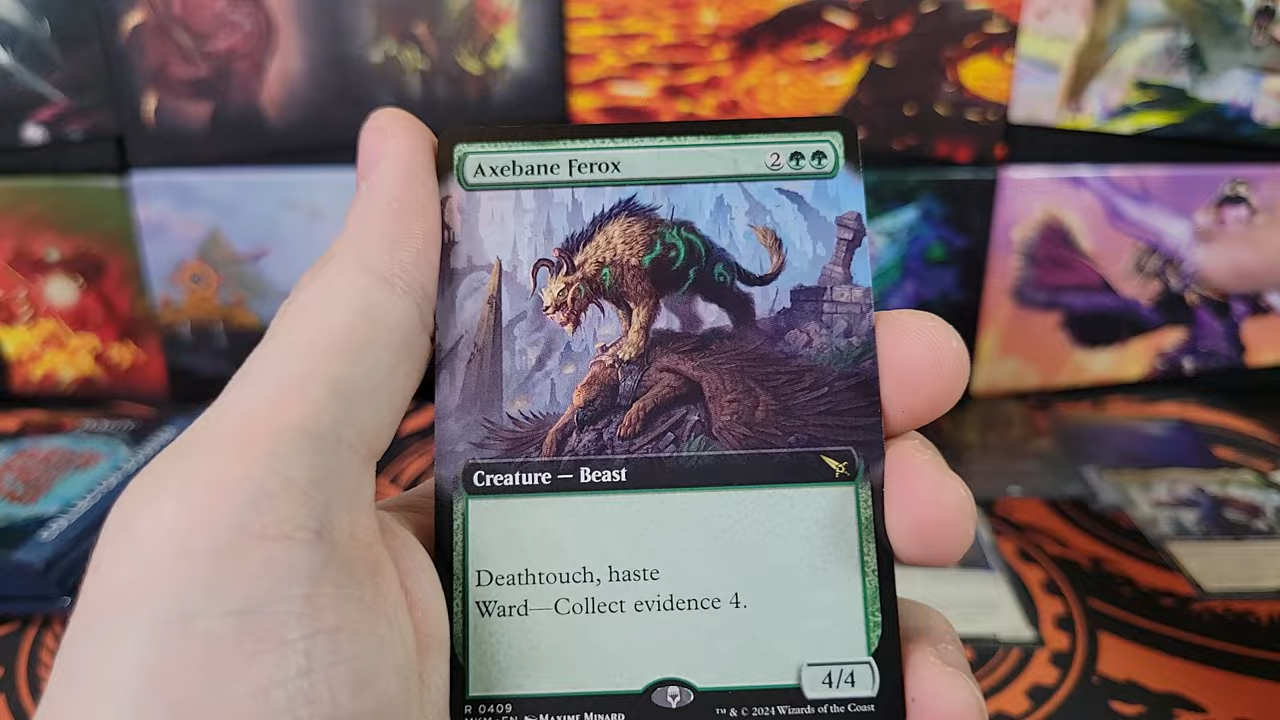 Axebane Ferox 2
Creature — Beast
Deathtouch, haste
Ward—Collect evidence 4.
4/4
R 0409
MKM • EN Maxime Minard
™ & © 2024 Wizards of the Coast